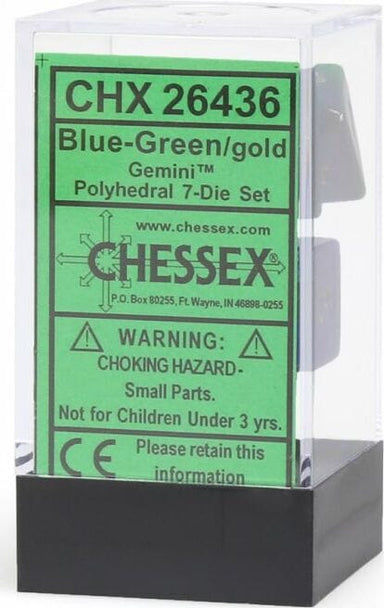 CHX 26436
Blue-Green/gold
Gemini™
Polyhedral 7-Die Set
www.chessex.com
CHESSEX®
P.O. Box 80255, Ft. Wayne, IN 46898-0255
WARNING:
CHOKING HAZARD-
Small Parts.
Not for Children Under 3 yrs.
CE Please retain this
information